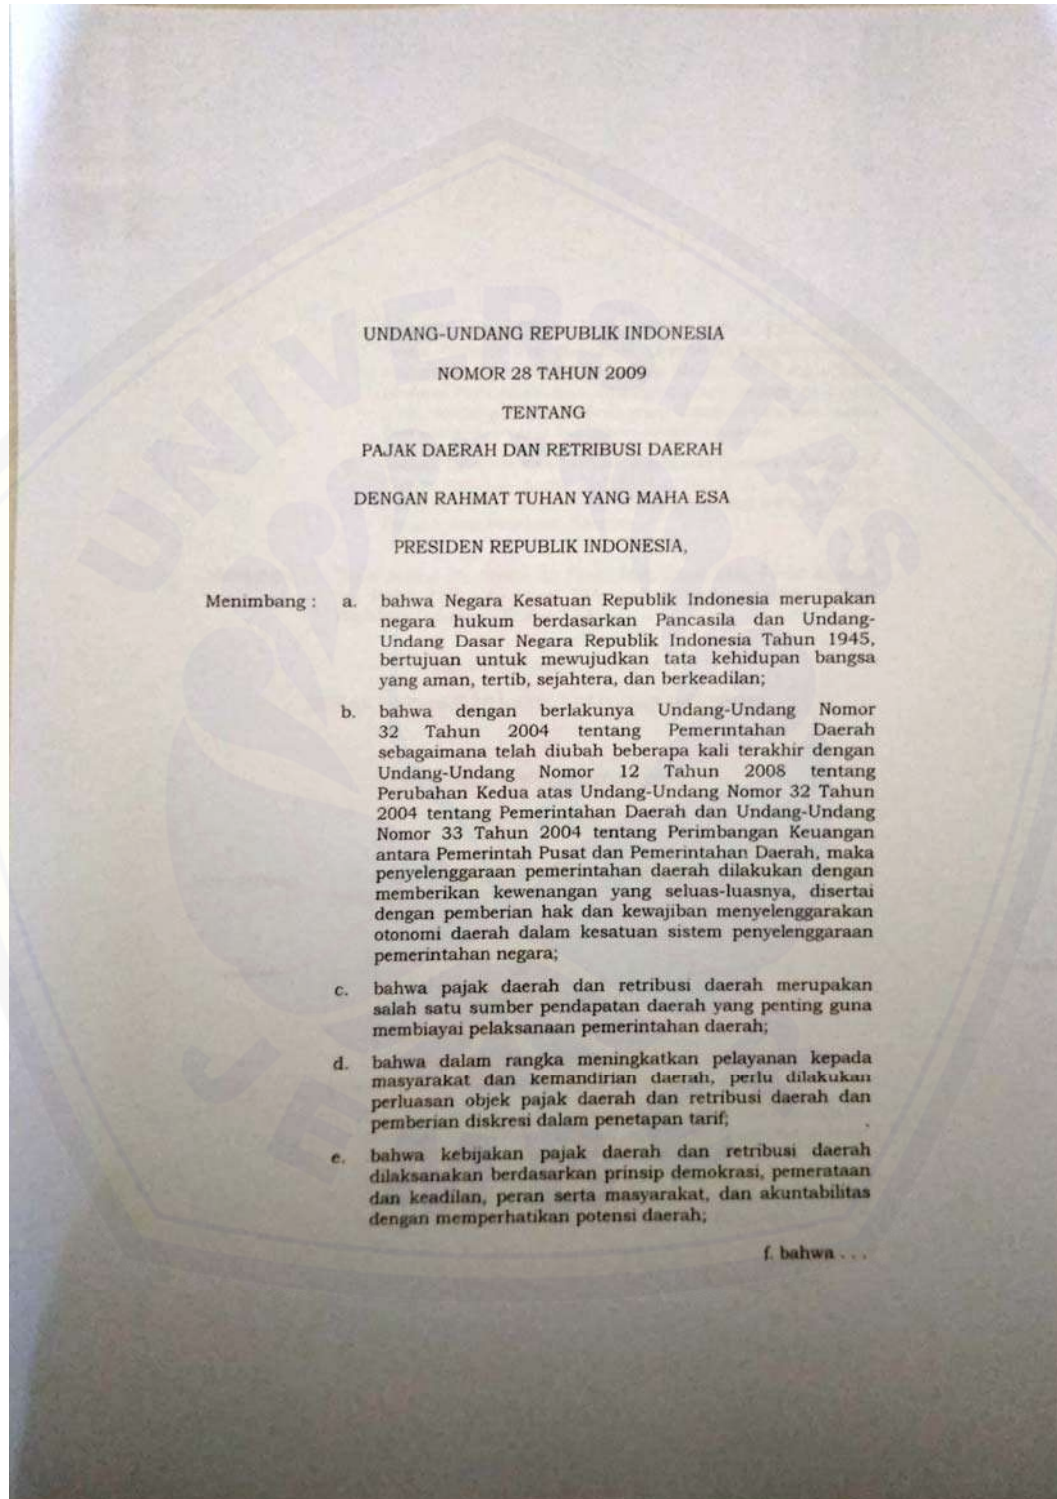 UNDANG-UNDANG REPUBLIK INDONESIA
NOMOR 28 TAHUN 2009
TENTANG
PAJAK DAERAH DAN RETRIBUSI DAERAH
DENGAN RAHMAT TUHAN YANG MAHA ESA
PRESIDEN REPUBLIK INDONESIA,
Menimbang : a. bahwa Negara Kesatuan Republik Indonesia merupakan
negara hukum berdasarkan Pancasila dan Undang-
Undang Dasar Negara Republik Indonesia Tahun 1945,
bertujuan untuk mewujudkan tata kehidupan bangsa
yang aman, tertib, sejahtera, dan berkeadilan;
b. bahwa dengan berlakunya Undang-Undang Nomor
32 Tahun 2004 tentang Pemerintahan Daerah
sebagaimana telah diubah beberapa kali terakhir dengan
Undang-Undang Nomor 12 Tahun 2008 tentang
Perubahan Kedua atas Undang-Undang Nomor 32 Tahun
2004 tentang Pemerintahan Daerah dan Undang-Undang
Nomor 33 Tahun 2004 tentang Perimbangan Keuangan
antara Pemerintah Pusat dan Pemerintahan Daerah, maka
penyelenggaraan pemerintahan daerah dilakukan dengan
memberikan kewenangan yang seluas-luasnya, disertai
dengan pemberian hak dan kewajiban menyelenggarakan
otonomi daerah dalam kesatuan sistem penyelenggaraan
pemerintahan negara;
c. bahwa pajak daerah dan retribusi daerah merupakan
salah satu sumber pendapatan daerah yang penting guna
membiayai pelaksanaan pemerintahan daerah;
d. bahwa dalam rangka meningkatkan pelayanan kepada
masyarakat dan kemandirian daerah, perlu dilakukan
perluasan objek pajak daerah dan retribusi daerah dan
pemberian diskresi dalam penetapan tarif;
e. bahwa kebijakan pajak daerah dan retribusi daerah
dilaksanakan berdasarkan prinsip demokrasi, pemerataan
dan keadilan, peran serta masyarakat, dan akuntabilitas
dengan memperhatikan potensi daerah;
f. bahwa . . .
UNIVERSITAS